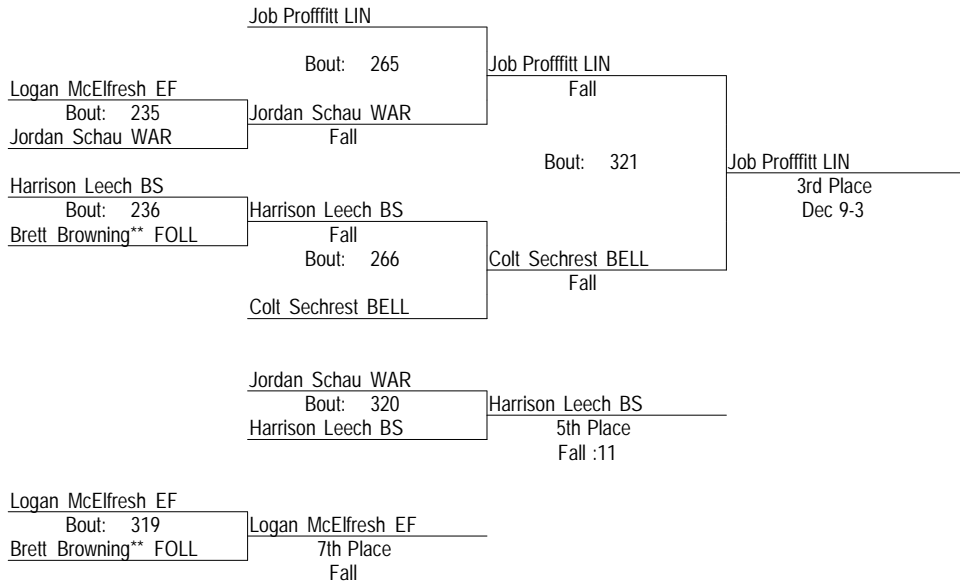 Job Profffitt LIN
Bout: 265
Job Profffitt LIN
Fall
Logan McElfresh EF
Bout: 235
Jordan Schau WAR
Jordan Schau WAR
Fall
Bout: 321
Job Profffitt LIN
3rd Place
Dec 9-3
Harrison Leech BS
Bout: 236
Brett Browning** FOLL
Harrison Leech BS
Fall
Bout: 266
Colt Sechrest BELL
Fall
Colt Sechrest BELL
Jordan Schau WAR
Bout: 320
Harrison Leech BS
Harrison Leech BS
5th Place
Fall :11
Logan McElfresh EF
Bout: 319
Brett Browning** FOLL
Logan McElfresh EF
7th Place
Fall